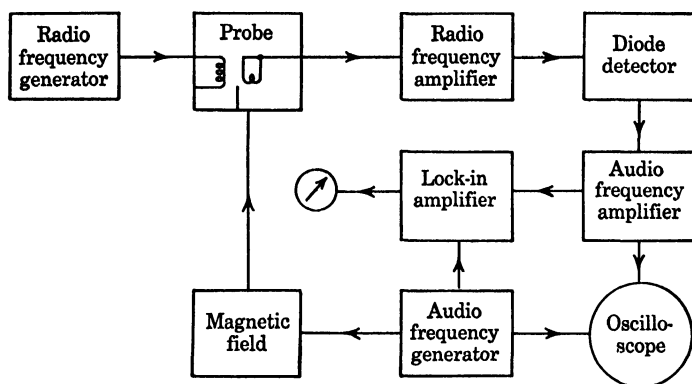 Radio
frequency
generator
Probe
Radio
frequency
amplifier
Diode
detector
Lock-in
amplifier
Audio
frequency
amplifier
Magnetic
field
Audio
frequency
generator
Oscillo-
scope